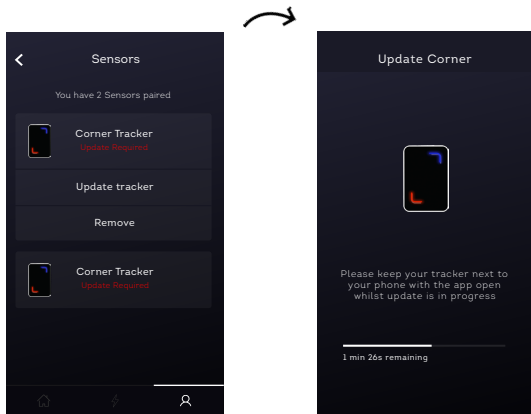 Sensors
You have 2 Sensors paired
Corner Tracker
Update Required
Update tracker
Remove
Corner Tracker
Update Required
Update Corner
Please keep your tracker next to
your phone with the app open
whilst update is in progress
1 min 26s remaining